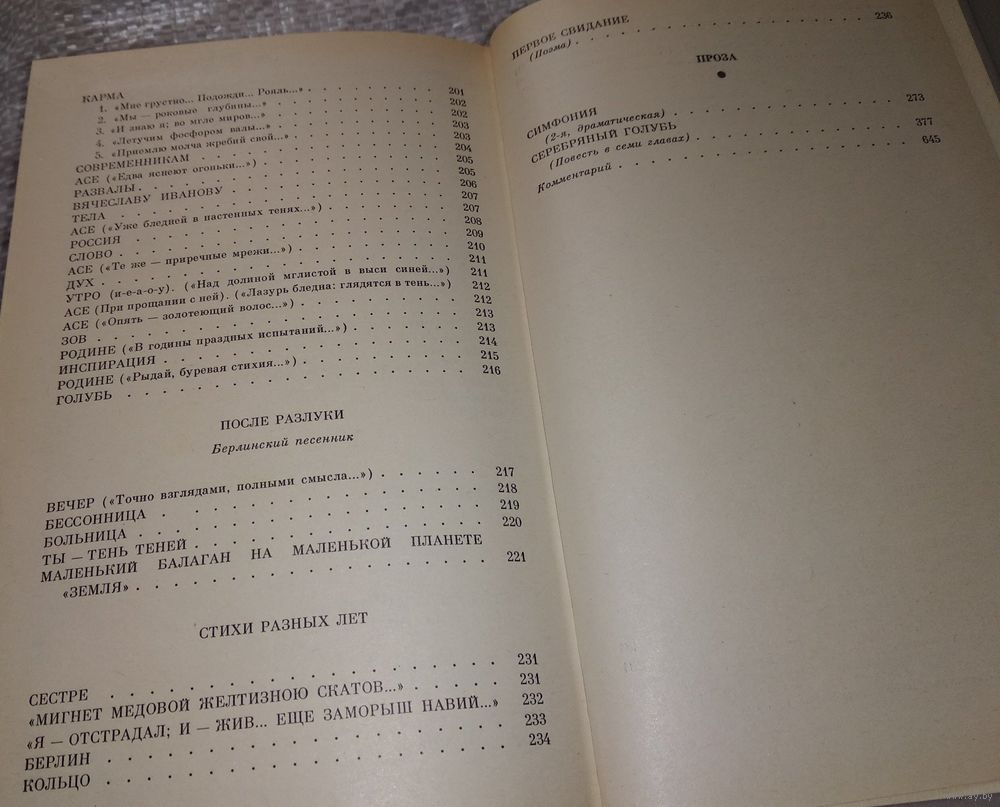 КАРМА
1. «Мне грустно... Подожди... Рояль...» . . . . . . . 201
2. «Мы — роковые глубины...» . . . . . . . . 202
3. «И знаю я; во мгле миров...» . . . . . . . . 202
4. «Летучим фосфором валы...» . . . . . . . . 203
5. «Приемлю молча жребий свой...» . . . . . . . 203
СОВРЕМЕННИКАМ . . . . . . . . . . . 204
АСЕ («Едва яснеют огоньки...») . . . . . . . . 205
РАЗВАЛЫ . . . . . . . . . . . . . . 205
ВЯЧЕСЛАВУ ИВАНОВУ . . . . . . . . . . 206
ТЕЛА . . . . . . . . . . . . . . . 207
АСЕ («Уже бледней в настенных тенях...») . . . . . . 207
РОССИЯ . . . . . . . . . . . . . . 208
СЛОВО . . . . . . . . . . . . . . . 209
АСЕ («Те же — приречные мрежи...») . . . . . . . 210
ДУХ . . . . . . . . . . . . . . . 211
УТРО (и-е-а-о-у). («Над долиной мглистой в выси синей...») 211
АСЕ (При прощании с ней). («Лазурь бледна: глядятся в тень...») 212
АСЕ («Опять — золотеющий волос...») . . . . . . . 212
ЗОВ . . . . . . . . . . . . . . . 213
РОДИНЕ («В годины праздных испытаний...») . . . . . 213
ИНСПИРАЦИЯ . . . . . . . . . . . . . 214
РОДИНЕ («Рыдай, буревая стихия...») . . . . . . . 215
ГОЛУБЬ . . . . . . . . . . . . . . 216
ПОСЛЕ РАЗЛУКИ
Берлинский песенник
ВЕЧЕР («Точно взглядами, полными смысла...») . . . . . 217
БЕССОННИЦА . . . . . . . . . . . . . 218
БОЛЬНИЦА . . . . . . . . . . . . . . 219
ТЫ — ТЕНЬ ТЕНЕЙ . . . . . . . . . . . 220
МАЛЕНЬКИЙ БАЛАГАН НА МАЛЕНЬКОЙ ПЛАНЕТЕ
«ЗЕМЛЯ» . . . . . . . . . . . . . . 221
СТИХИ РАЗНЫХ ЛЕТ
СЕСТРЕ . . . . . . . . . . . . . . 231
«МИГНЕТ МЕДОВОЙ ЖЕЛТИЗНОЮ СКАТОВ...» . . . . 231
«Я — ОТСТРАДАЛ; И — ЖИВ... ЕЩЕ ЗАМОРЫШ НАВИЙ...» 232
БЕРЛИН . . . . . . . . . . . . . . 233
КОЛЬЦО . . . . . . . . . . . . . . 234
ПЕРВОЕ СВИДАНИЕ
(Поэма) . . . . . . . . . . . . . . 236
ПРОЗА
СИМФОНИЯ
(2-я, драматическая) . . . . . . . . . . 273
СЕРЕБРЯНЫЙ ГОЛУБЬ
(Повесть в семи главах) . . . . . . . . . 377
Комментарий . . . . . . . . . . . . . 645
www.ay.by